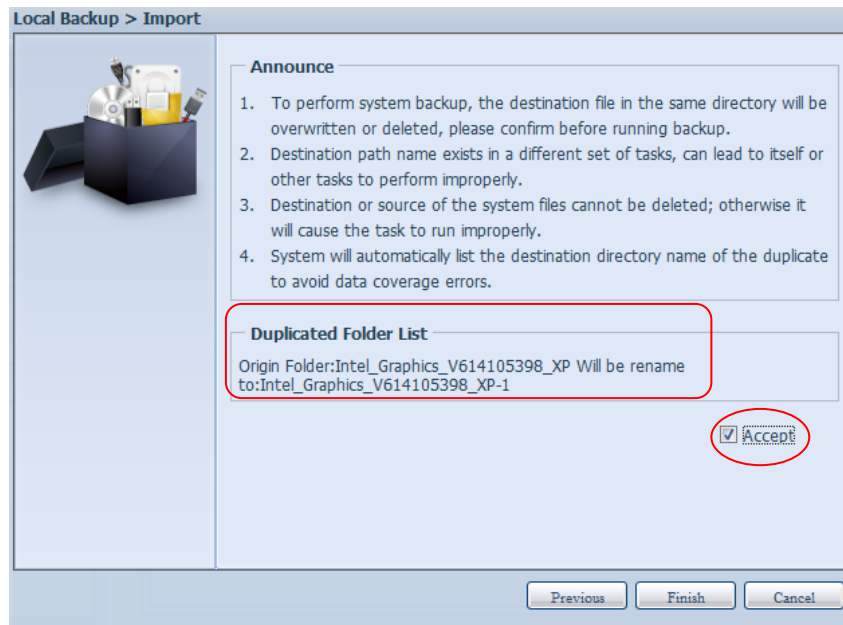 Local Backup > Import
Announce
1. To perform system backup, the destination file in the same directory will be
overwritten or deleted, please confirm before running backup.
2. Destination path name exists in a different set of tasks, can lead to itself or
other tasks to perform improperly.
3. Destination or source of the system files cannot be deleted; otherwise it
will cause the task to run improperly.
4. System will automatically list the destination directory name of the duplicate
to avoid data coverage errors.
Duplicated Folder List
Origin Folder:Intel_Graphics_V614105398_XP Will be rename
to:Intel_Graphics_V614105398_XP-1
Accept
Previous Finish Cancel